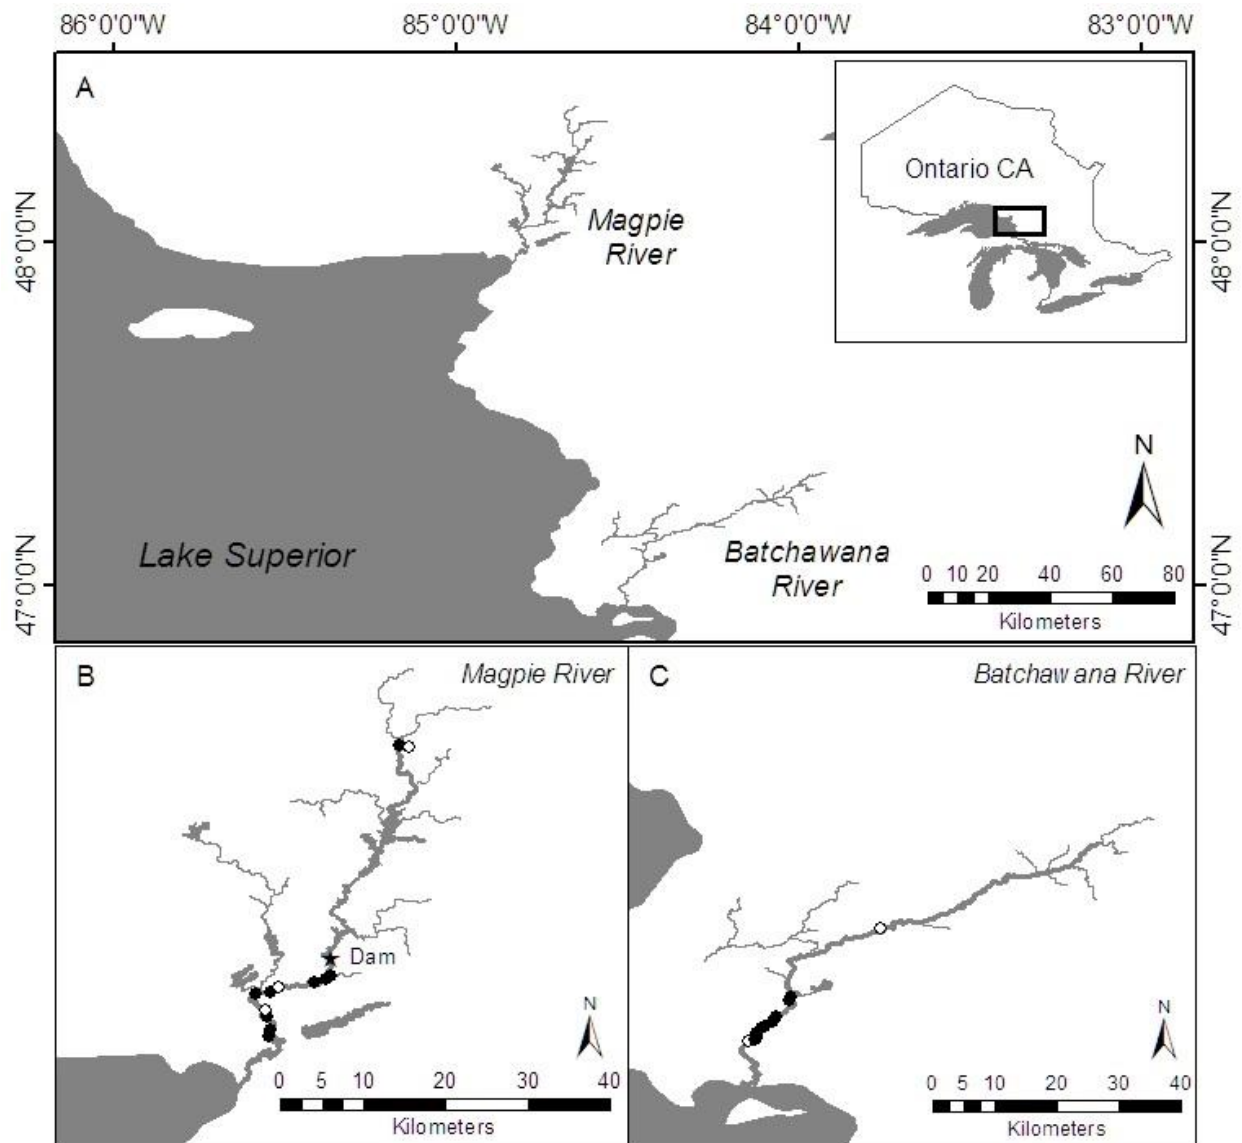 86°0'0"W
85°0'0"W
84°0'0"W
83°0'0"W
A
Ontario CA
48°0'0"N
Magpie
River
48°0'0"N
N
Lake Superior
Batchawana
River
47°0'0"N
0 10 20 40 60 80
Kilometers
47°0'0"N
B
Magpie River
Dam
N
0 5 10 20 30 40
Kilometers
C
Batchawana River
N
0 5 10 20 30 40
Kilometers